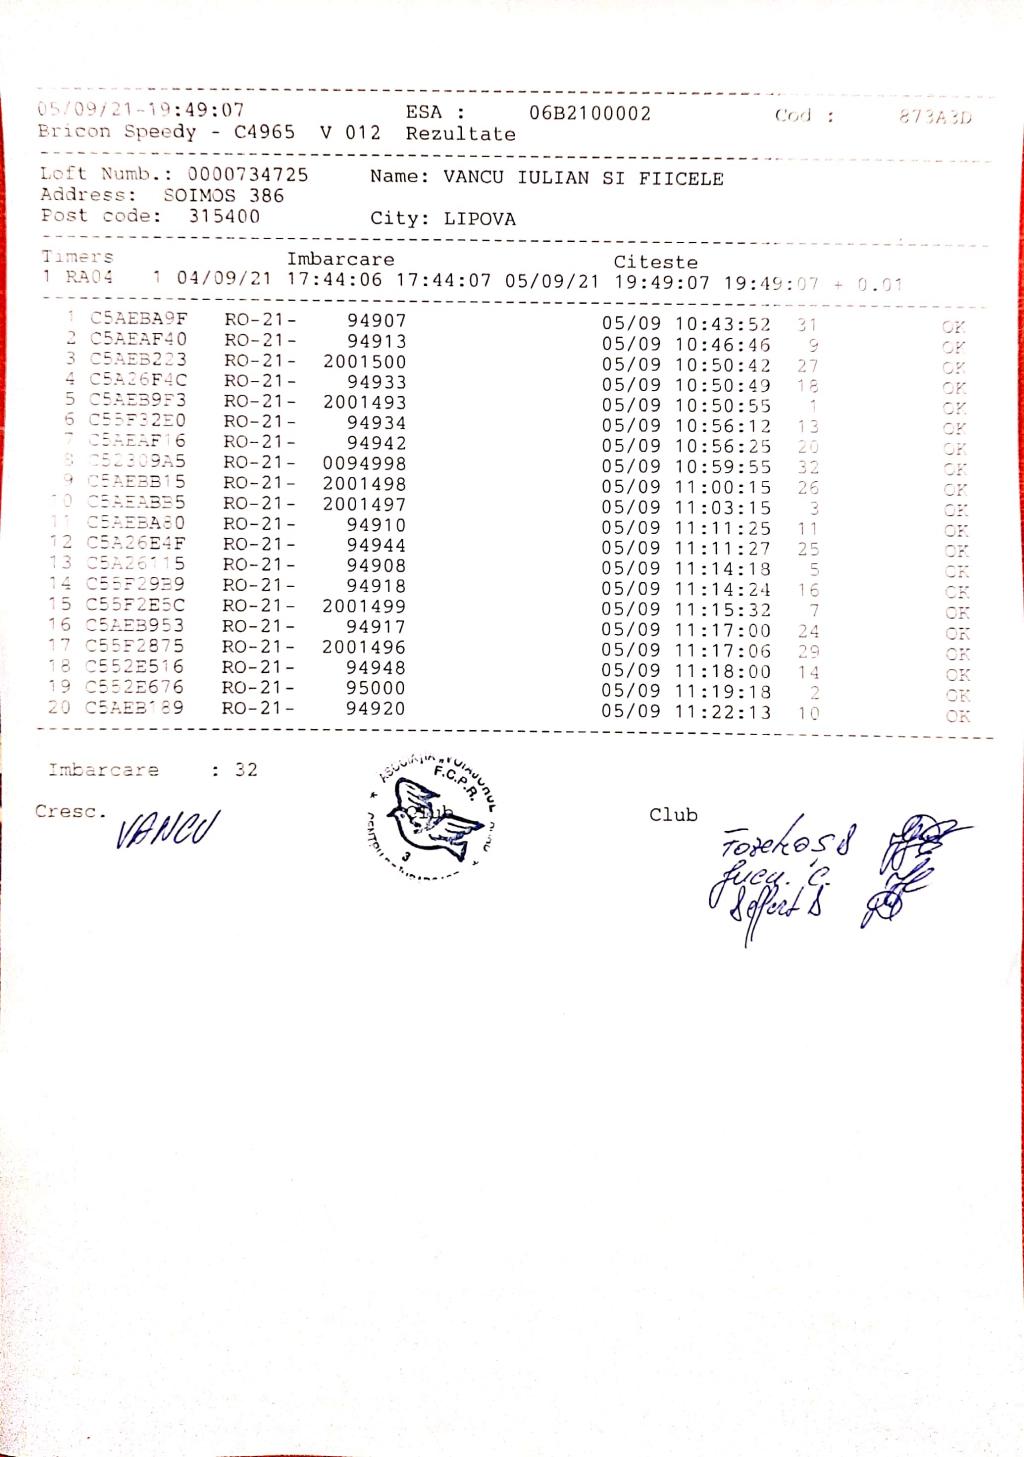 05/09/21-19:49:07 ESA : 06B2100002 Cod : 873A3D
Bricon Speedy - C4965 V 012 Rezultate
Loft Numb.: 0000734725 Name: VANCU IULIAN SI FIICELE
Address: SOIMOS 386
Post code: 315400 City: LIPOVA
Timers Imbarcare Citeste
1 RA04 1 04/09/21 17:44:06 17:44:07 05/09/21 19:49:07 19:49:07 + 0.01
1 C5AEBA9F RO-21- 94907 05/09 10:43:52 31 OK
2 C5AEAF40 RO-21- 94913 05/09 10:46:46 9 OK
3 C5AEB223 RO-21- 2001500 05/09 10:50:42 27 OK
4 C5A26F4C RO-21- 94933 05/09 10:50:49 18 OK
5 C5AEB9F3 RO-21- 2001493 05/09 10:50:55 1 OK
6 C55F32E0 RO-21- 94934 05/09 10:56:12 13 OK
7 C5AEAF16 RO-21- 94942 05/09 10:56:25 20 OK
8 C52309A5 RO-21- 0094998 05/09 10:59:55 32 OK
9 C5AEBB15 RO-21- 2001498 05/09 11:00:15 26 OK
10 C5AEABB5 RO-21- 2001497 05/09 11:03:15 3 OK
11 C5AEBA80 RO-21- 94910 05/09 11:11:25 11 OK
12 C5A26E4F RO-21- 94944 05/09 11:11:27 25 OK
13 C5A26115 RO-21- 94908 05/09 11:14:18 5 OK
14 C55F29B9 RO-21- 94918 05/09 11:14:24 16 OK
15 C55F2E5C RO-21- 2001499 05/09 11:15:32 7 OK
16 C5AEB953 RO-21- 94917 05/09 11:17:00 24 OK
17 C55F2875 RO-21- 2001496 05/09 11:17:06 29 OK
18 C552E516 RO-21- 94948 05/09 11:18:00 14 OK
19 C552E676 RO-21- 95000 05/09 11:19:18 2 OK
20 C5AEB189 RO-21- 94920 05/09 11:22:13 10 OK
Imbarcare : 32
F.C.P.R.
Cresc. VANCU Club Club
3